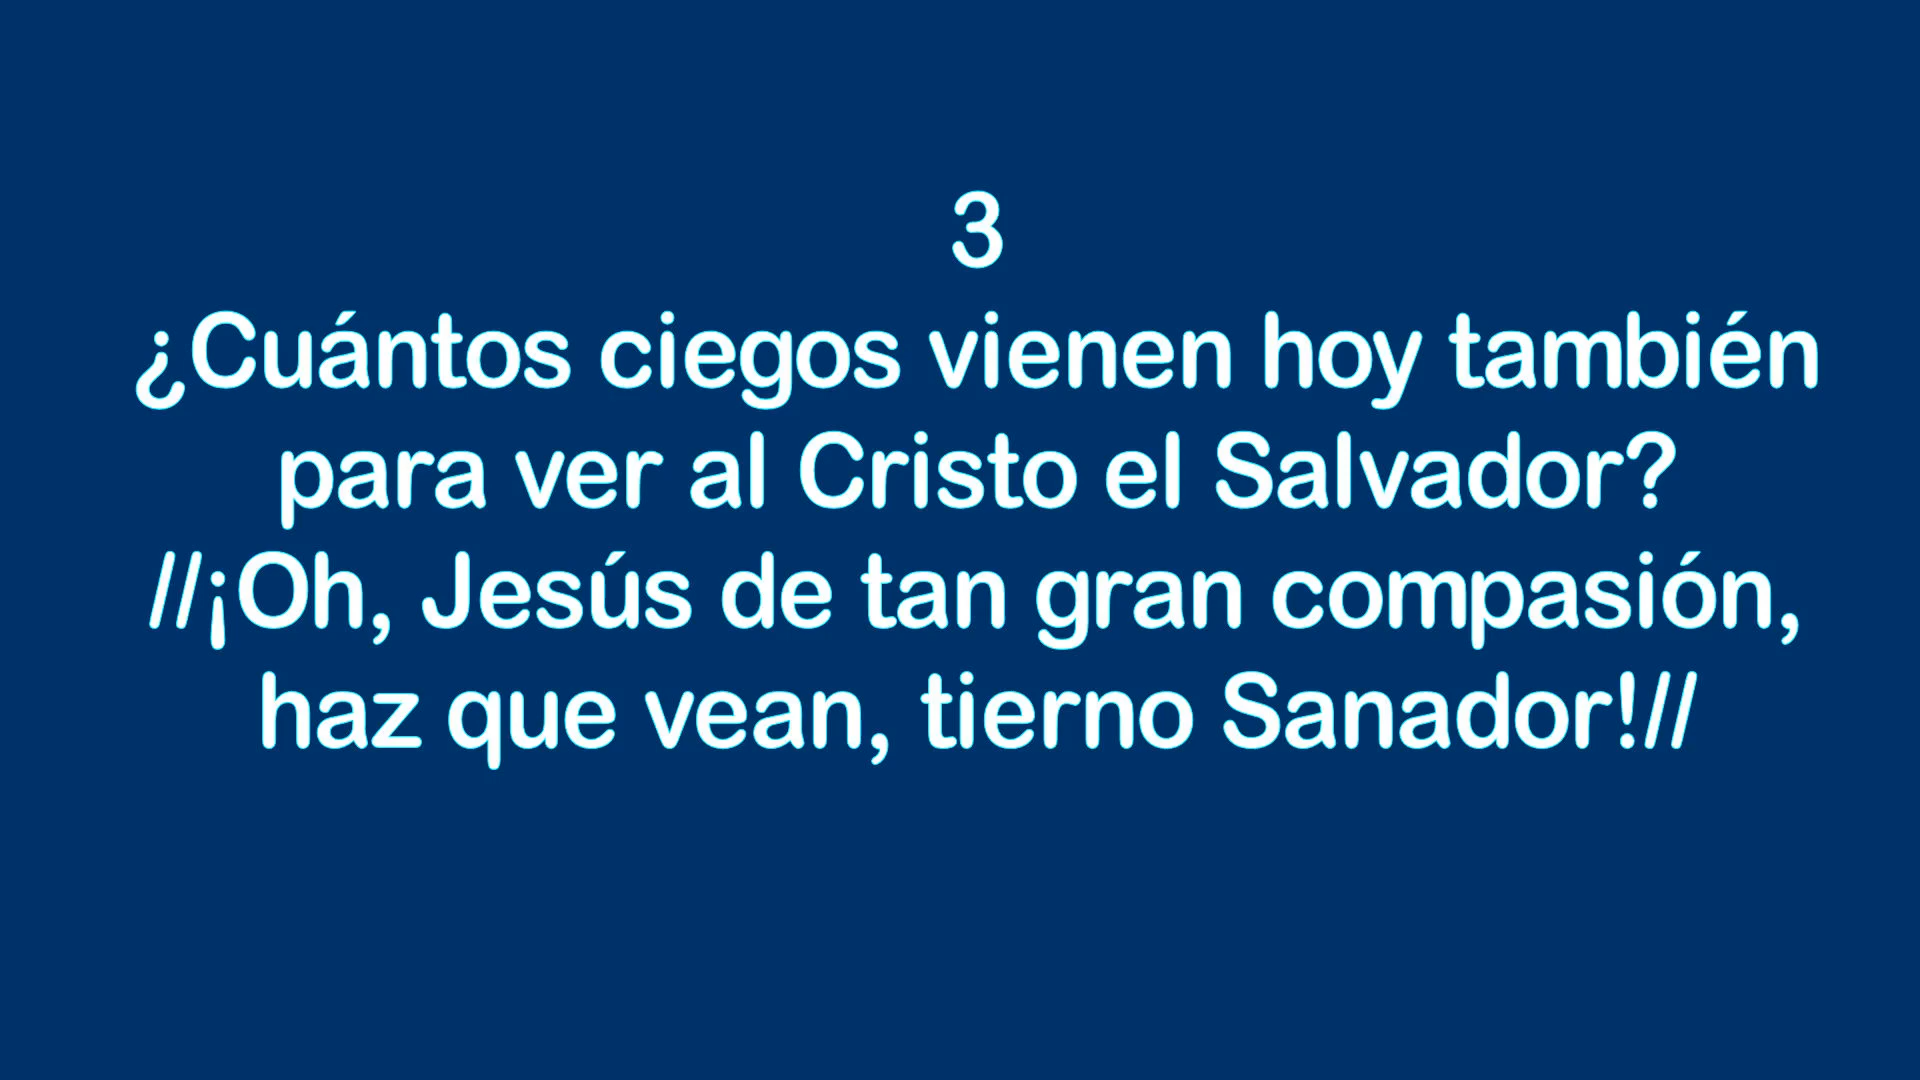 3
¿Cuántos ciegos vienen hoy también
para ver al Cristo el Salvador?
//¡Oh, Jesús de tan gran compasión,
haz que vean, tierno Sanador!//